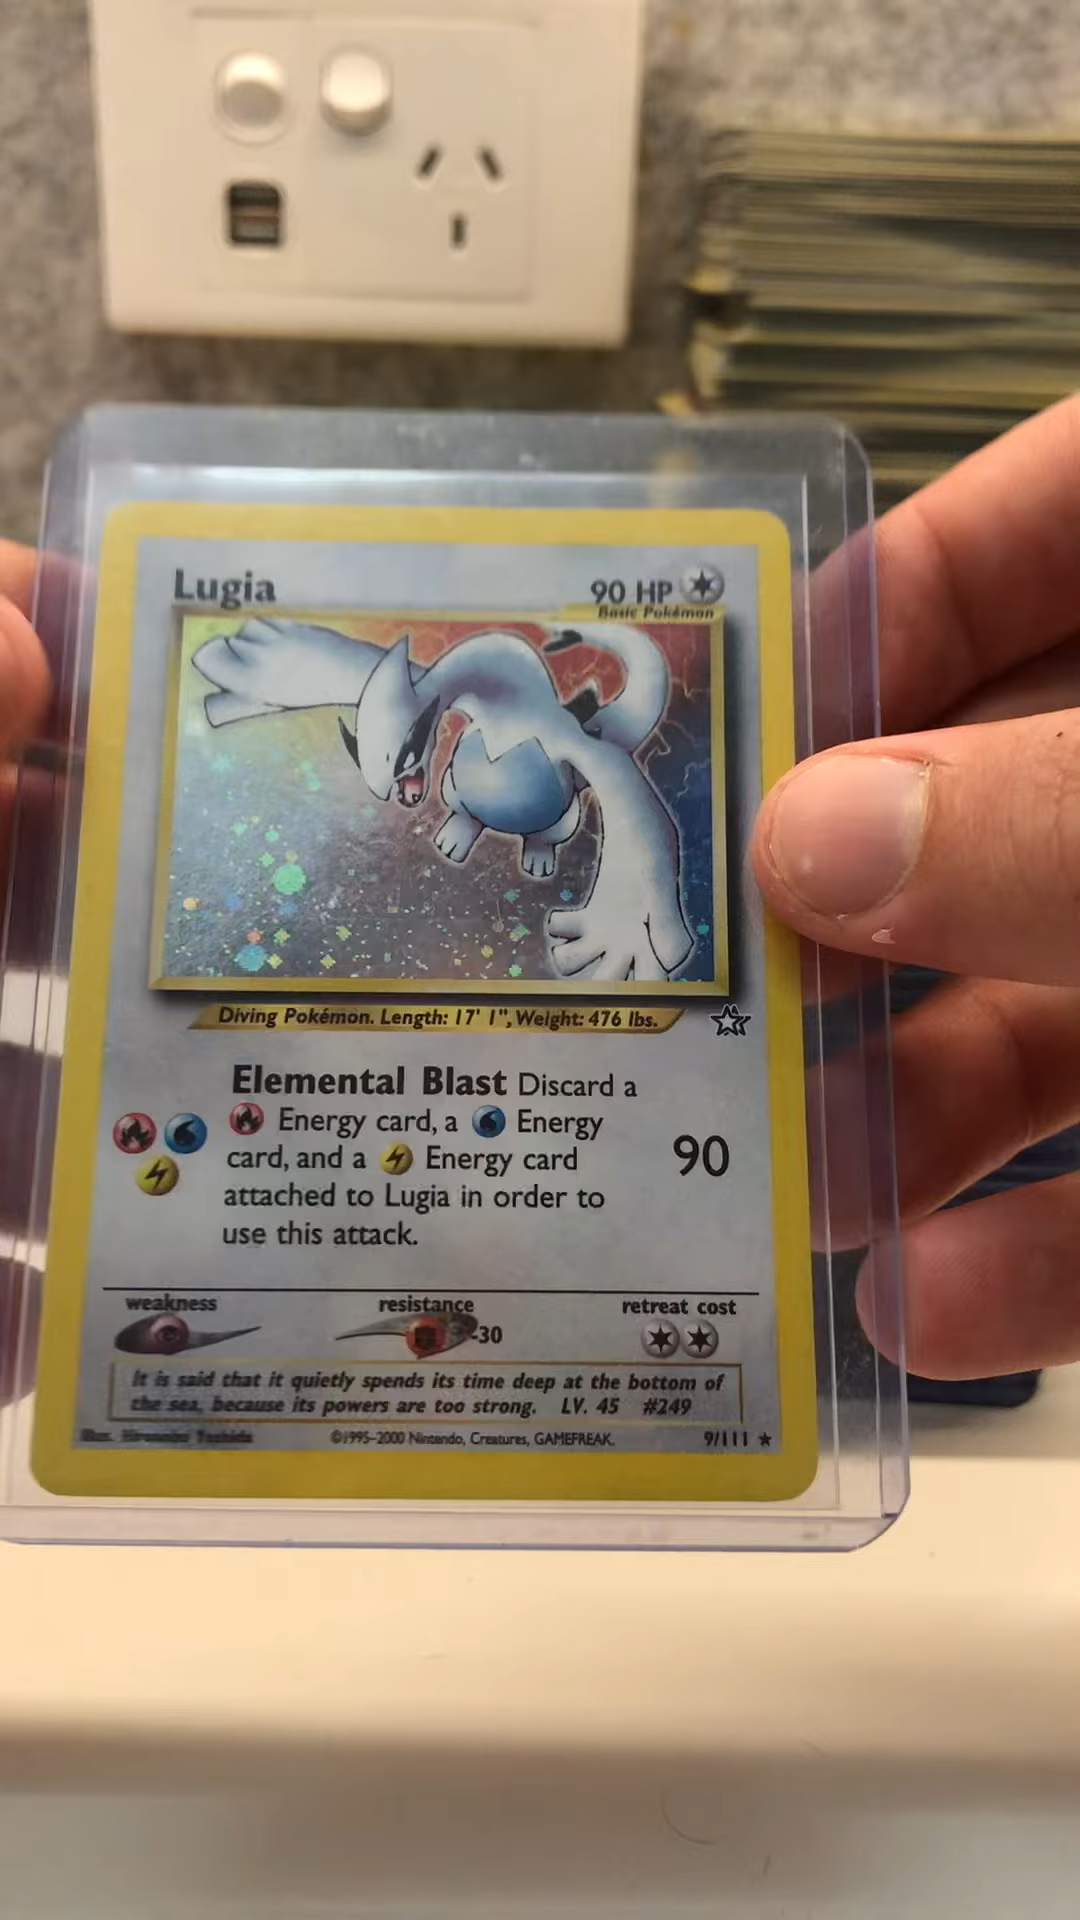 Lugia
90 HP
Basic Pokémon
Diving Pokémon. Length: 17' 1", Weight: 476 lbs.
Elemental Blast Discard a
Energy card, a Energy
card, and a Energy card
attached to Lugia in order to
use this attack.
90
weakness resistance retreat cost
-30
It is said that it quietly spends its time deep at the bottom of
the sea, because its powers are too strong. LV. 45 #249
Illus. Hironobu Yoshida ©1995-2000 Nintendo, Creatures, GAMEFREAK. 9/111